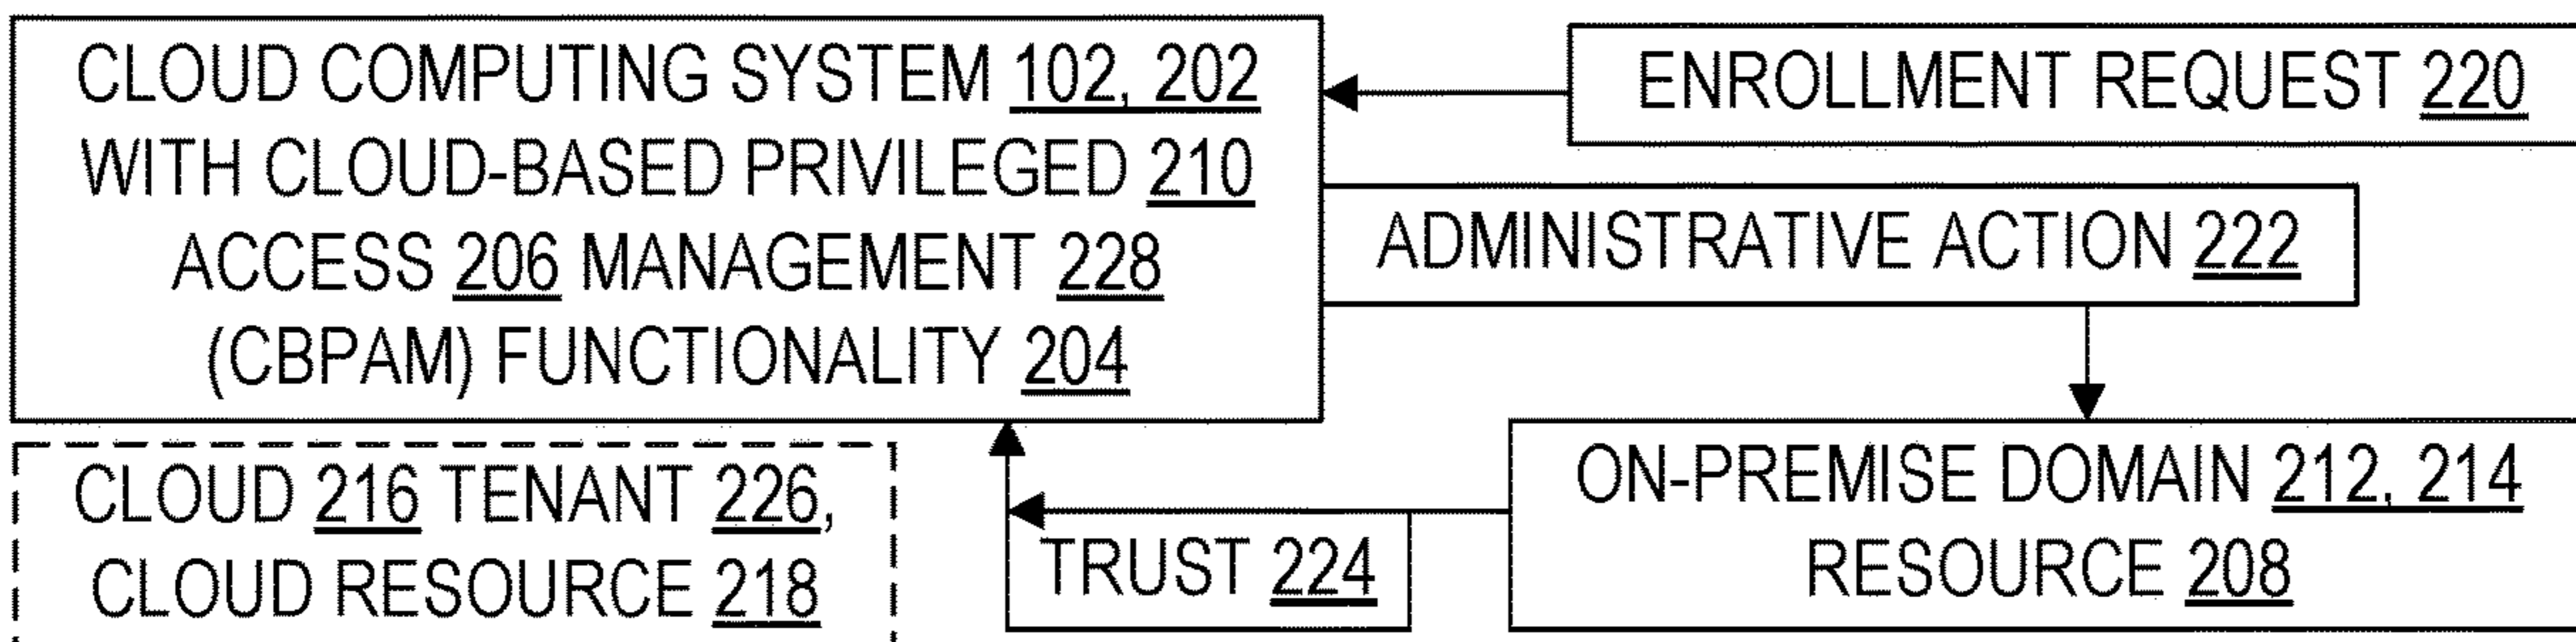 CLOUD COMPUTING SYSTEM 102, 202
WITH CLOUD-BASED PRIVILEGED 210
ACCESS 206 MANAGEMENT 228
(CBPAM) FUNCTIONALITY 204
ENROLLMENT REQUEST 220
ADMINISTRATIVE ACTION 222
CLOUD 216 TENANT 226,
CLOUD RESOURCE 218
TRUST 224
ON-PREMISE DOMAIN 212, 214
RESOURCE 208